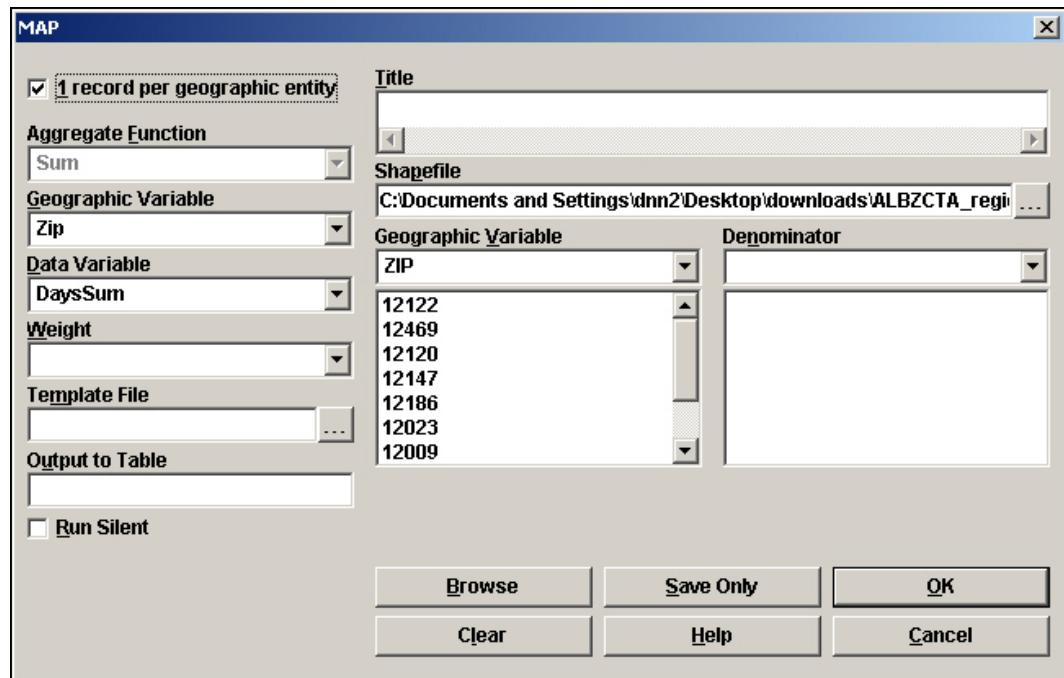 MAP
1 record per geographic entity
Aggregate Function
Sum
Geographic Variable
Zip
Data Variable
DaysSum
Weight
Template File
...
Output to Table
Run Silent
Title
Shapefile
C:\Documents and Settings\dnn2\Desktop\downloads\ALBZCTA_regi ...
Geographic Variable
ZIP
12122
12469
12120
12147
12186
12023
12009
Denominator
Browse Save Only OK
Clear Help Cancel